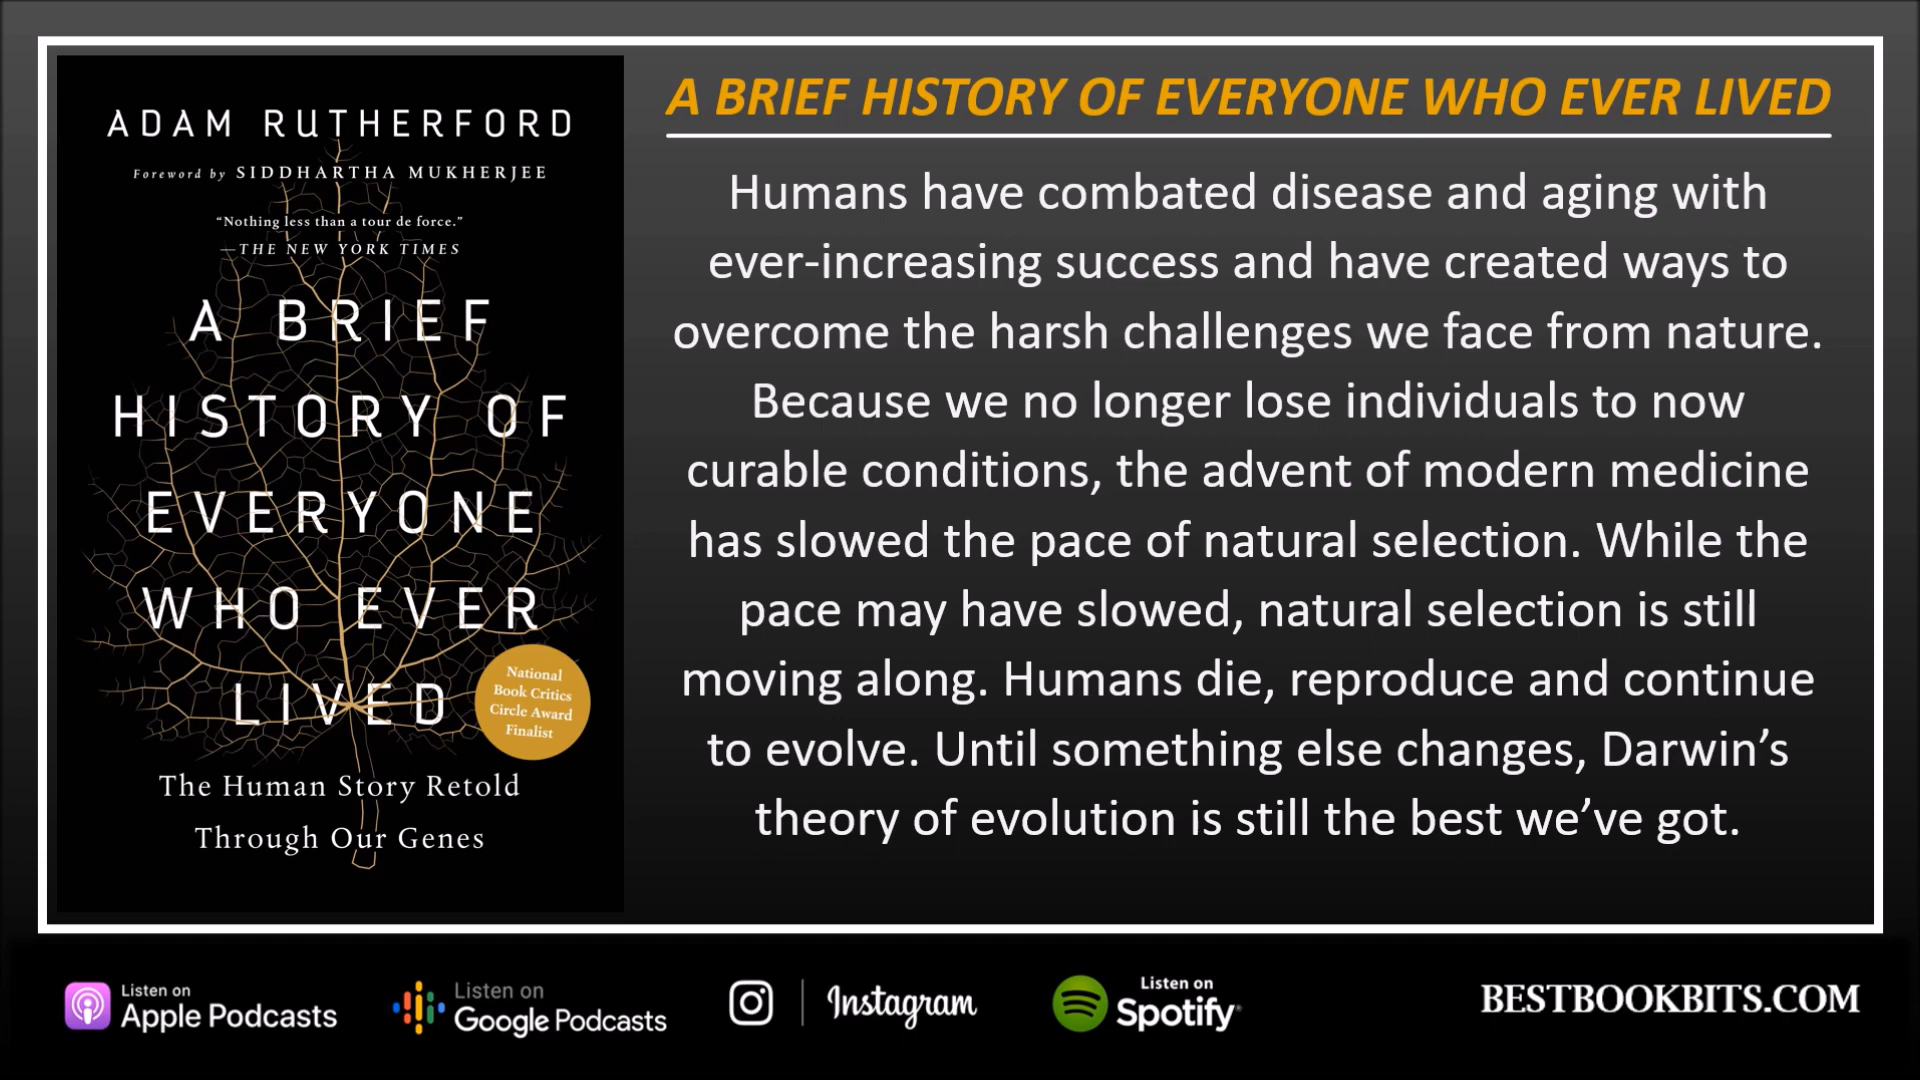 ADAM RUTHERFORD
Foreword by SIDDHARTHA MUKHERJEE
“Nothing less than a tour de force.”
—THE NEW YORK TIMES
A BRIEF
HISTORY OF
EVERYONE
WHO EVER
LIVED
National
Book Critics
Circle Award
Finalist
The Human Story Retold
Through Our Genes
A BRIEF HISTORY OF EVERYONE WHO EVER LIVED
Humans have combated disease and aging with
ever-increasing success and have created ways to
overcome the harsh challenges we face from nature.
Because we no longer lose individuals to now
curable conditions, the advent of modern medicine
has slowed the pace of natural selection. While the
pace may have slowed, natural selection is still
moving along. Humans die, reproduce and continue
to evolve. Until something else changes, Darwin’s
theory of evolution is still the best we’ve got.
Listen on
Apple Podcasts
Listen on
Google Podcasts
Instagram
Listen on
Spotify
BESTBOOKBITS.COM